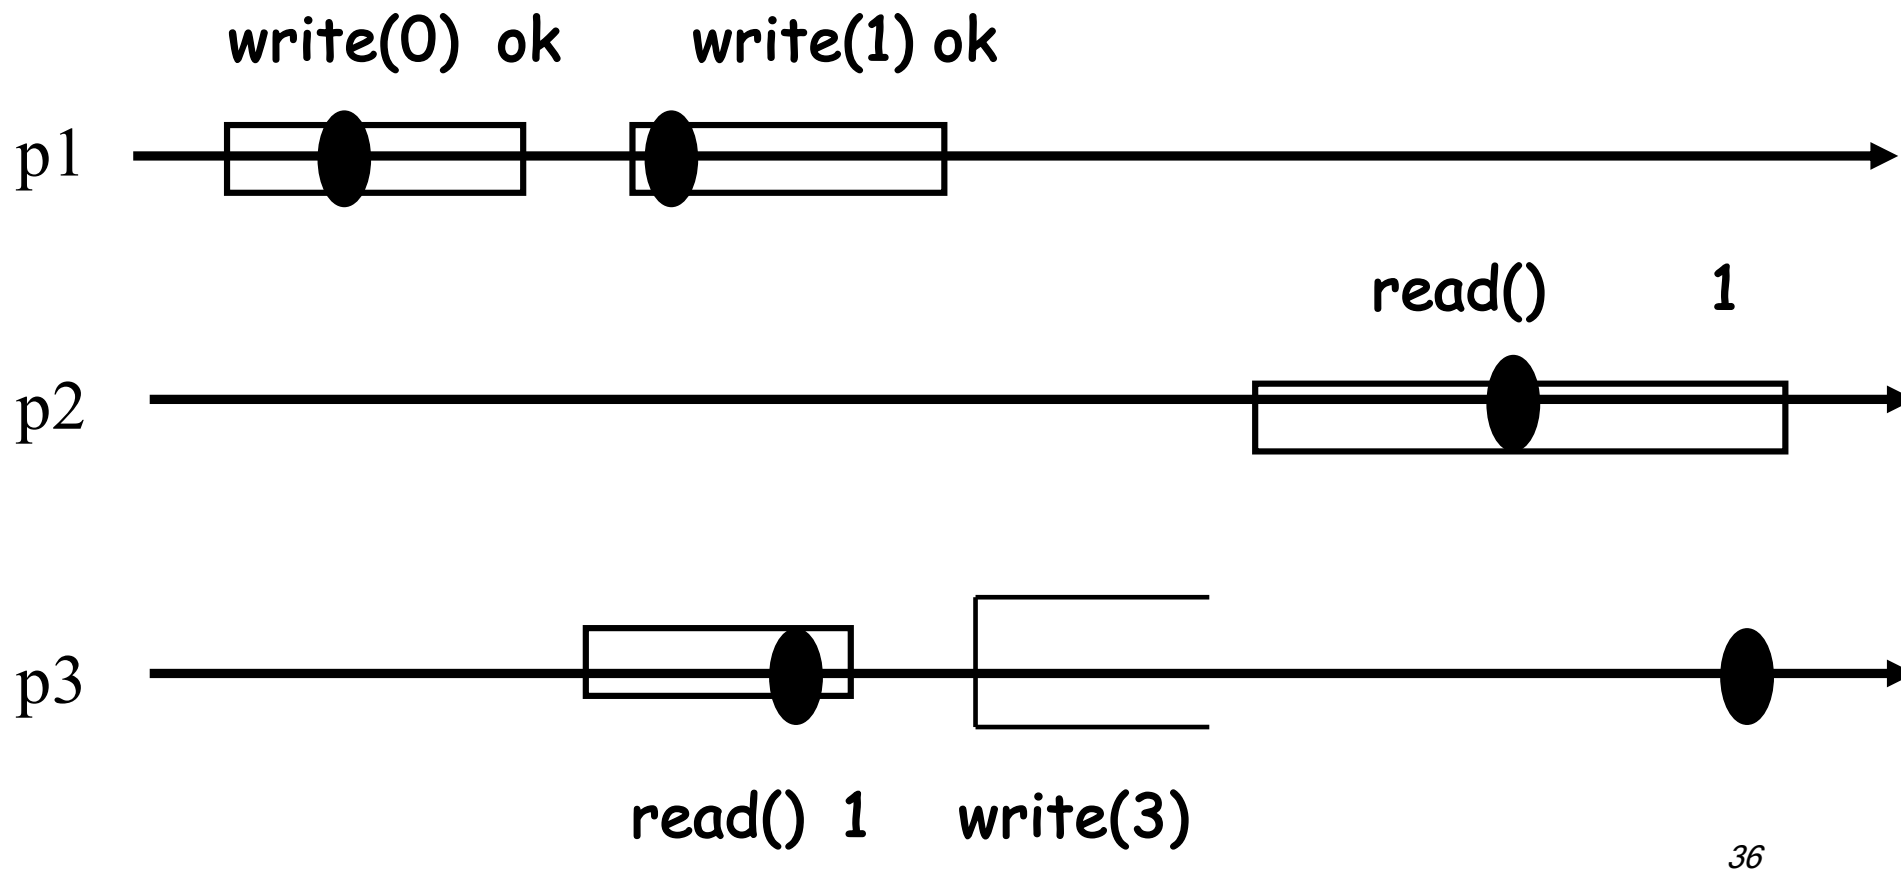 write(0) ok write(1) ok
p1
read() 1
p2
p3
read() 1 write(3)
36